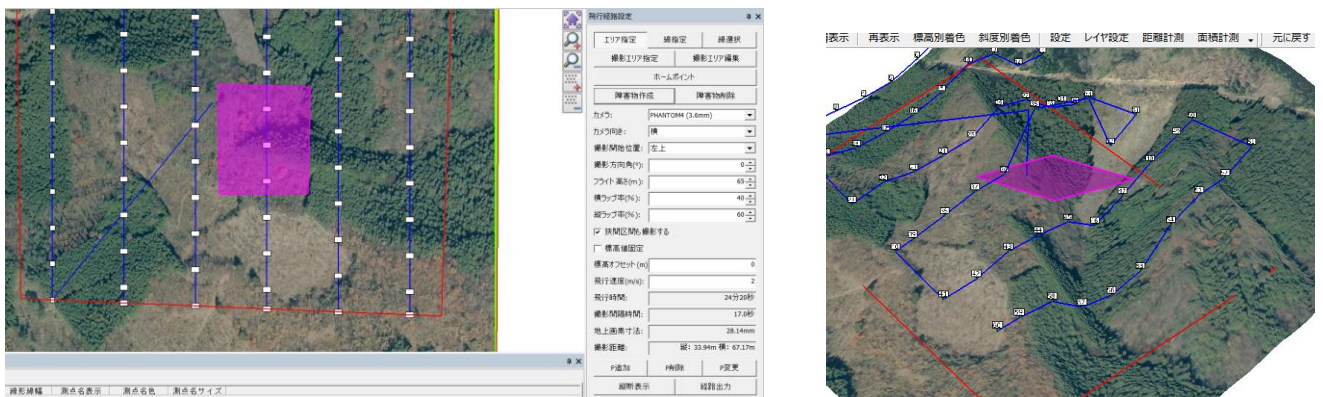 飛行経路設定
エリア指定 線指定 線選択
撮影エリア指定 撮影エリア編集
ホームポイント
障害物作成 障害物削除
カメラ: PHANTOM4 (3.6mm)
カメラ向き: 横
撮影開始位置: 左上
撮影方向角(°): 0
フライト高さ(m): 65
横ラップ率(%): 40
縦ラップ率(%): 60
狭間区間も撮影する
標高値固定
標高オフセット(m) 0
飛行速度(m/s): 2
飛行時間: 24分20秒
撮影間隔時間: 17.0秒
地上画素寸法: 28.14mm
撮影距離: 縦: 33.94m 横: 67.17m
P追加 P削除 P変更
縦断表示 経路出力
線形線幅 測点名表示 測点名色 測点名サイズ
表示 再表示 標高別着色 斜度別着色 設定 レイヤ設定 距離計測 面積計測 元に戻す